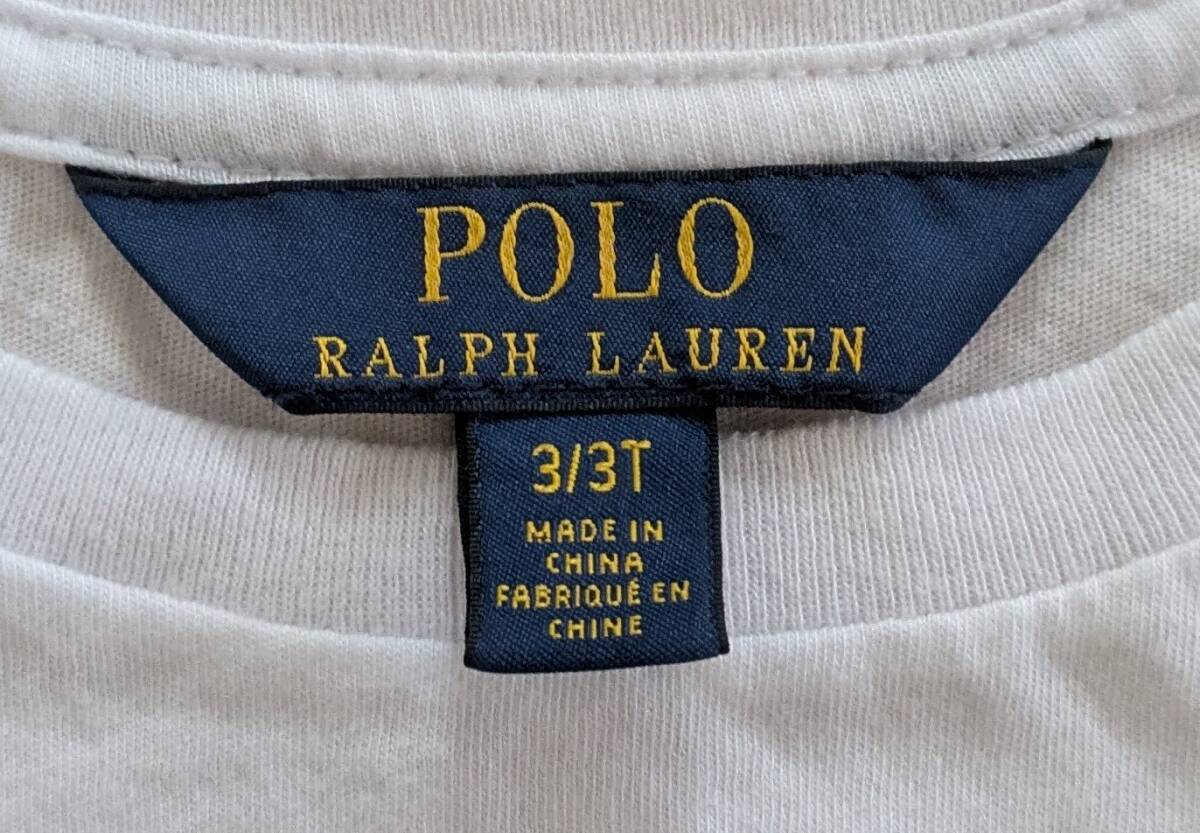 POLO
RALPH LAUREN
3/3T
MADE IN
CHINA
FABRIQUÉ EN
CHINE